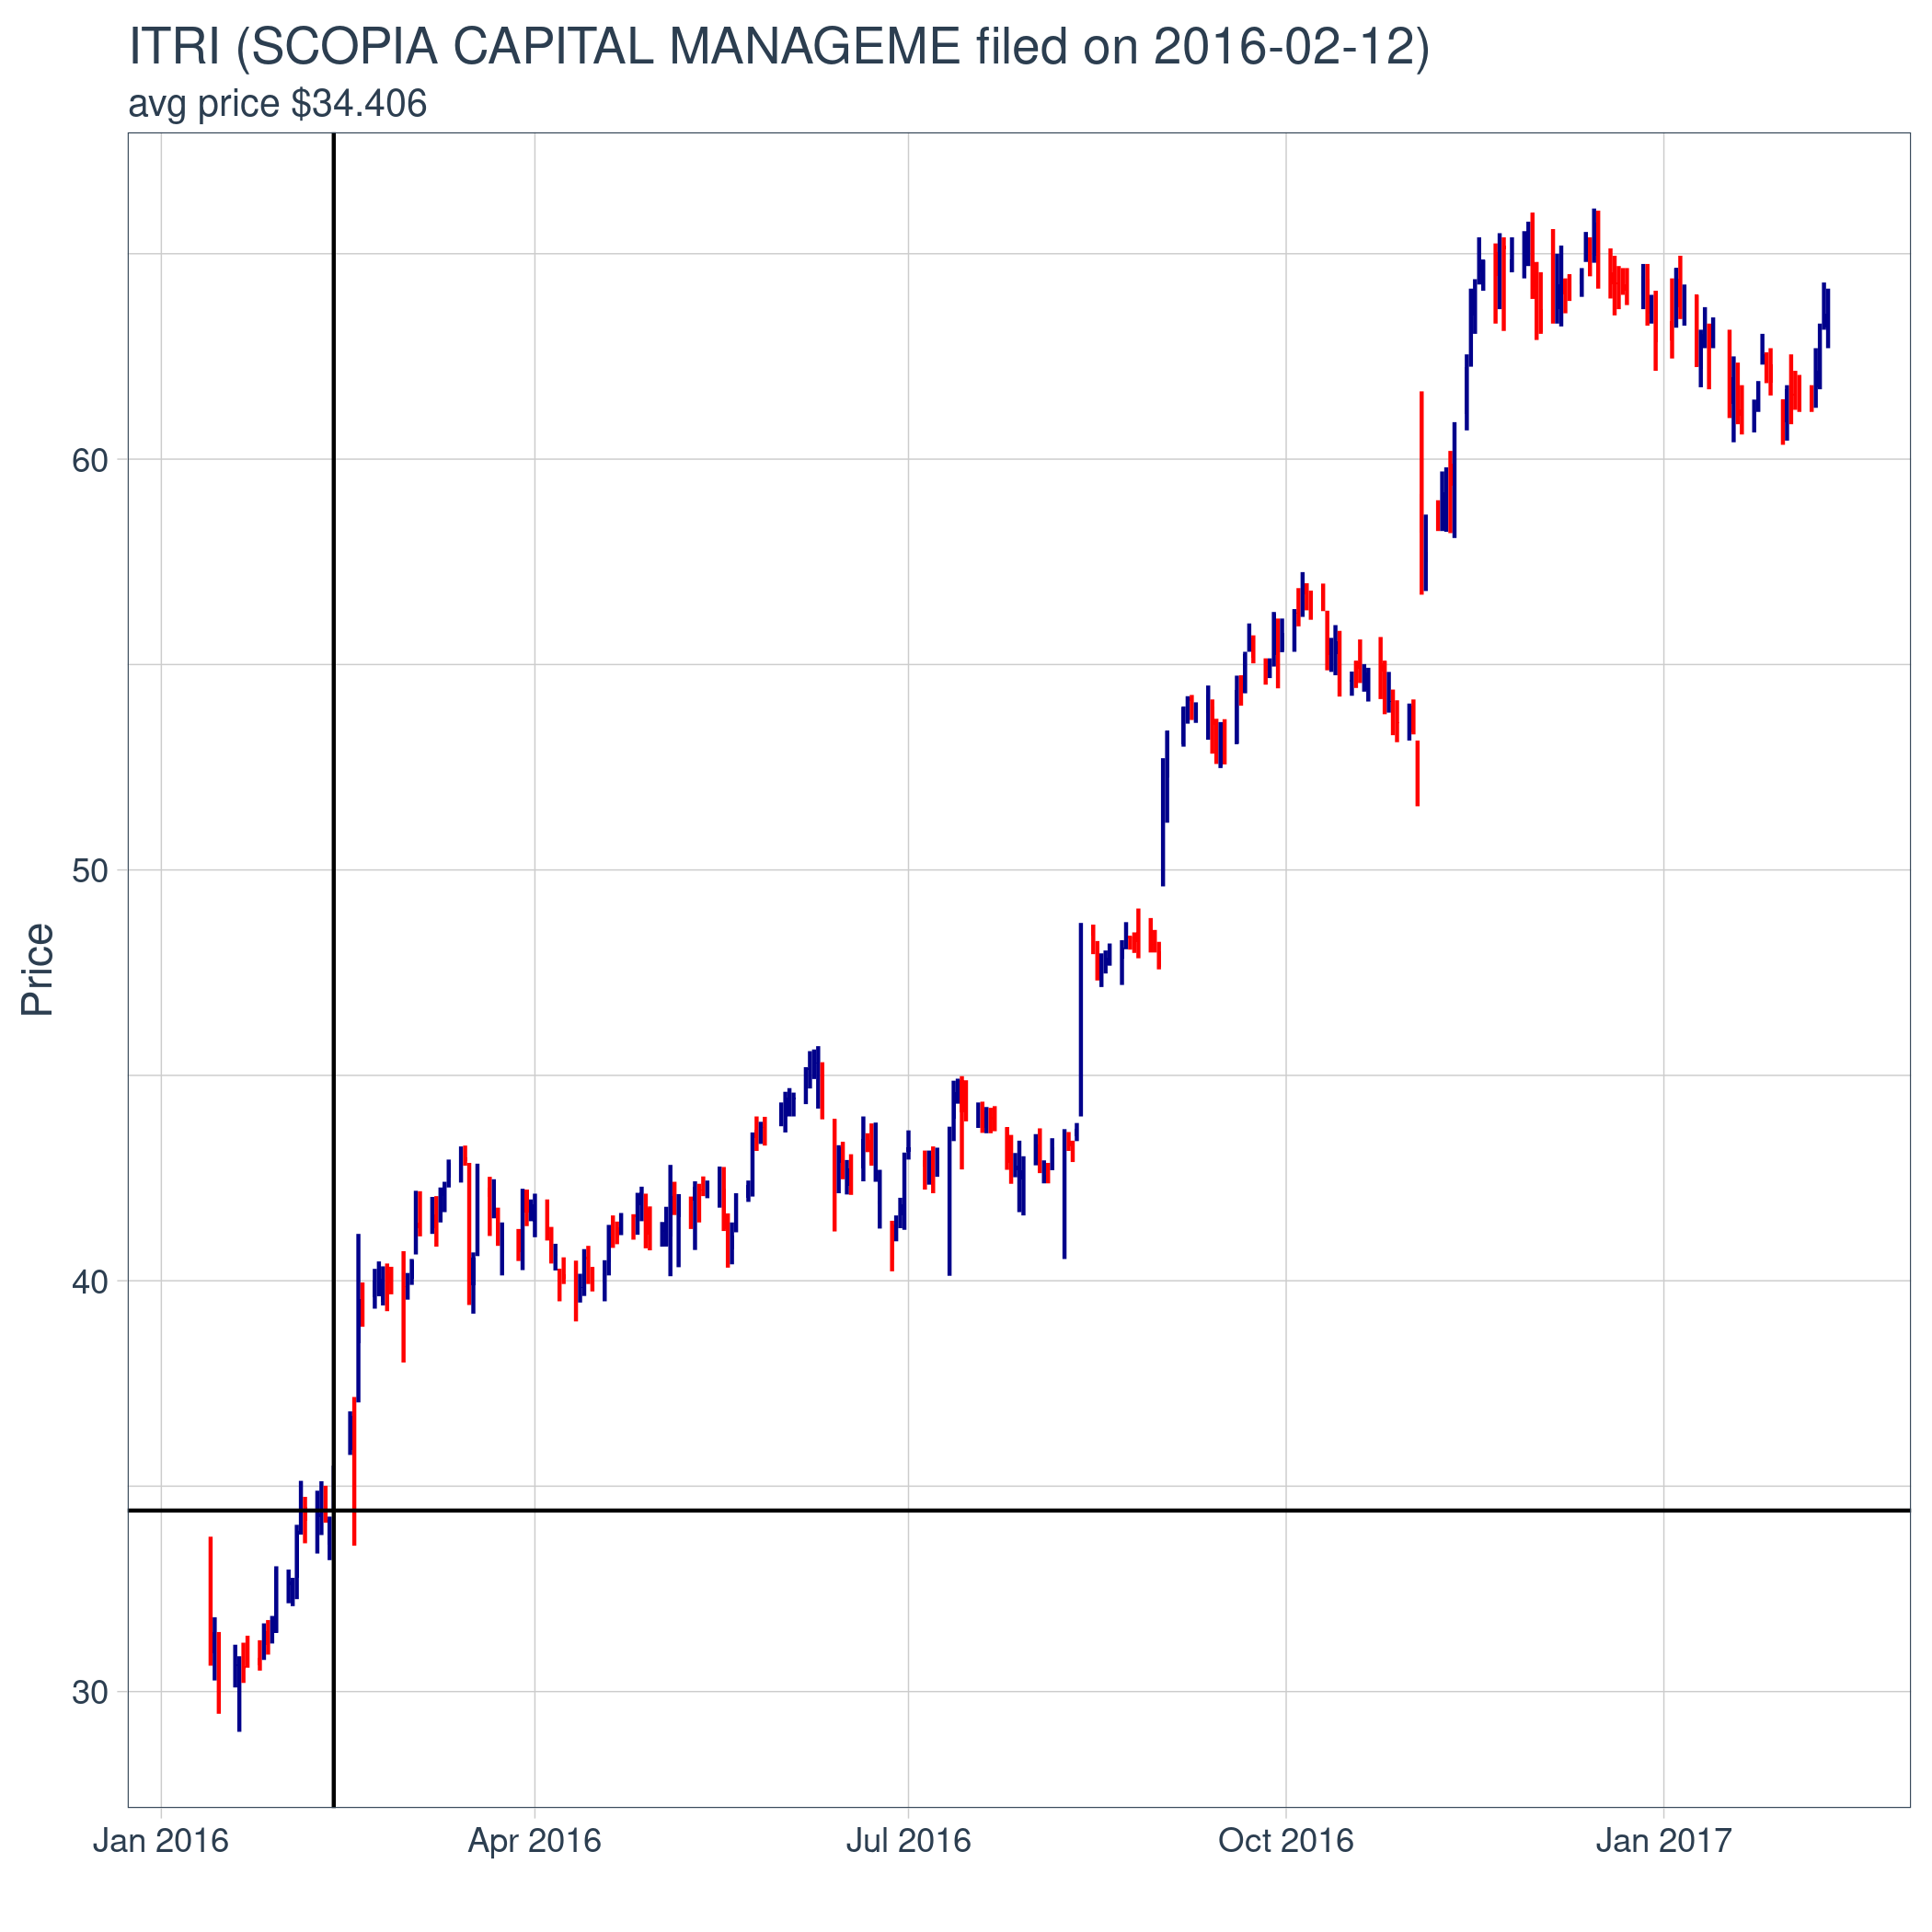 ITRI (SCOPIA CAPITAL MANAGEME filed on 2016-02-12)
avg price $34.406
Price
60
50
40
30
Jan 2016
Apr 2016
Jul 2016
Oct 2016
Jan 2017